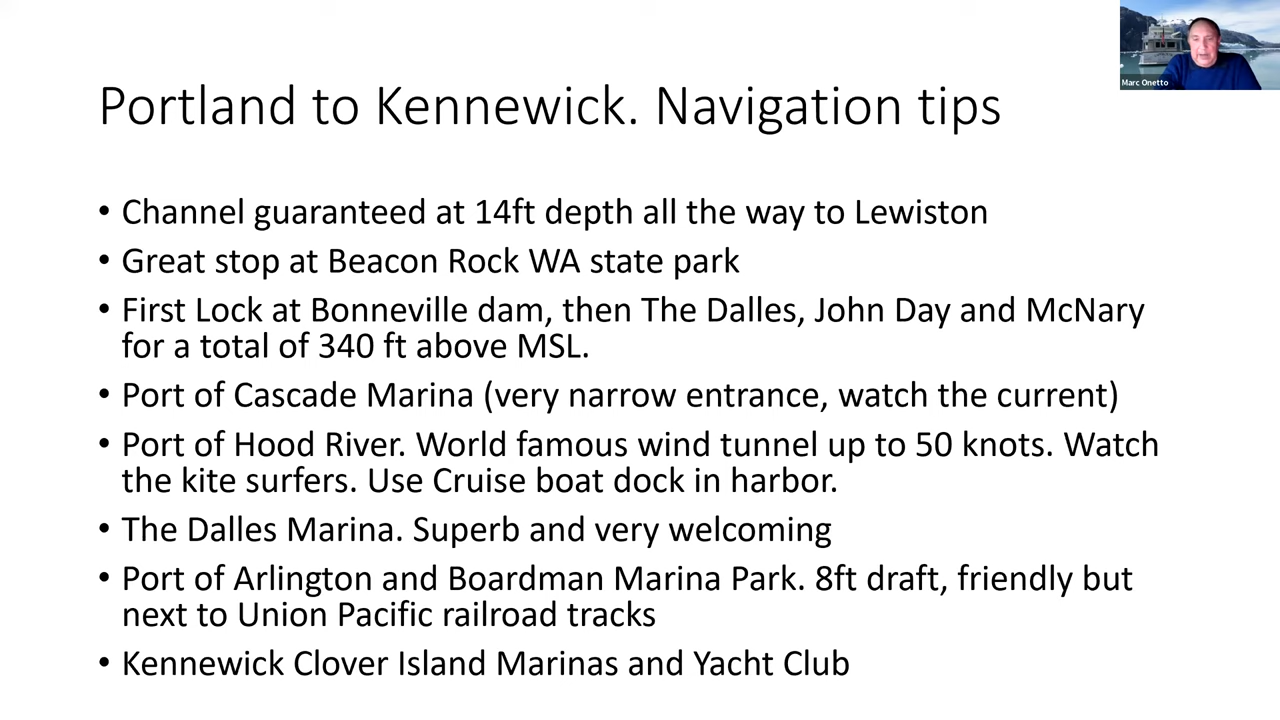 Marc Onetto
Portland to Kennewick. Navigation tips
• Channel guaranteed at 14ft depth all the way to Lewiston
• Great stop at Beacon Rock WA state park
• First Lock at Bonneville dam, then The Dalles, John Day and McNary
for a total of 340 ft above MSL.
• Port of Cascade Marina (very narrow entrance, watch the current)
• Port of Hood River. World famous wind tunnel up to 50 knots. Watch
the kite surfers. Use Cruise boat dock in harbor.
• The Dalles Marina. Superb and very welcoming
• Port of Arlington and Boardman Marina Park. 8ft draft, friendly but
next to Union Pacific railroad tracks
• Kennewick Clover Island Marinas and Yacht Club